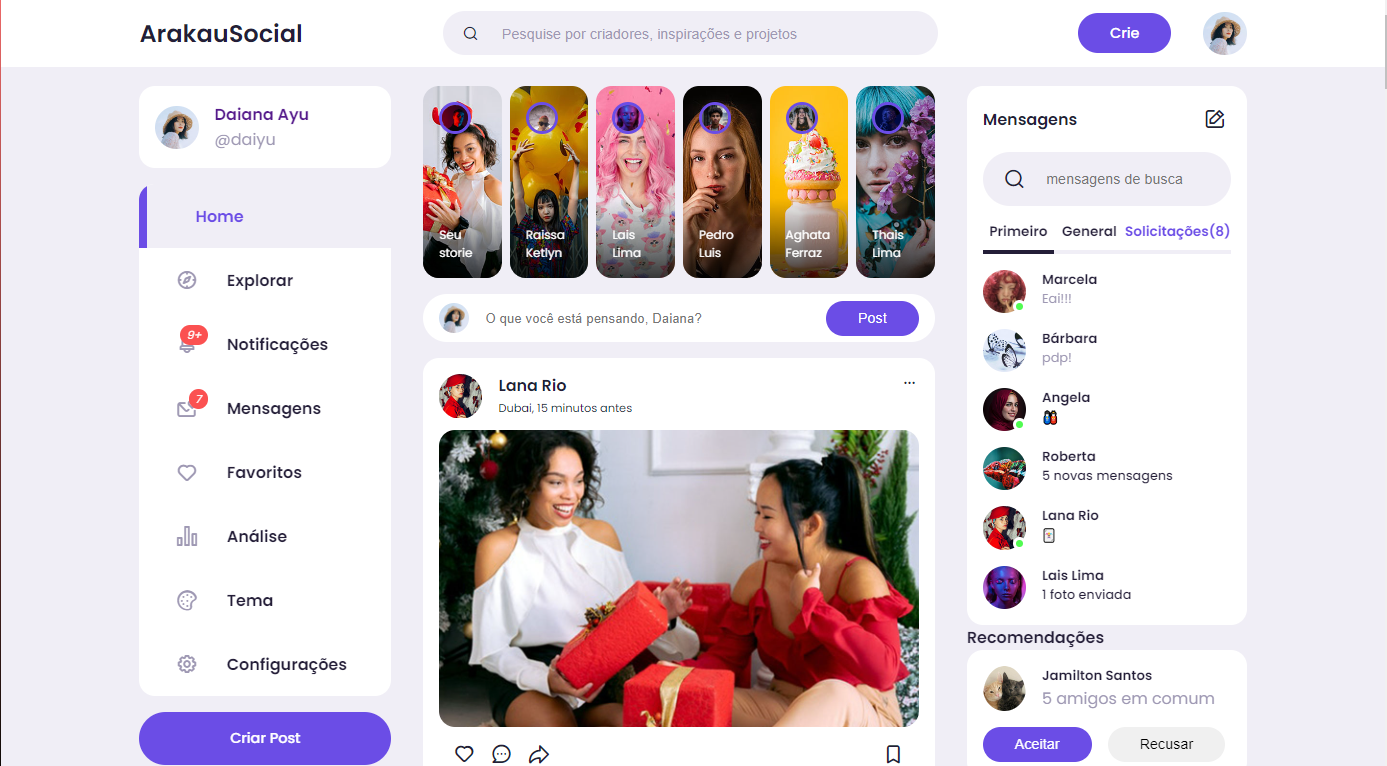 ArakauSocial
Pesquise por criadores, inspirações e projetos
Crie
Daiana Ayu
@daiyu
Home
Explorar
9+
Notificações
7
Mensagens
Favoritos
Análise
Tema
Configurações
Criar Post
Seu
storie
Raissa
Ketlyn
Lais
Lima
Pedro
Luis
Aghata
Ferraz
Thais
Lima
O que você está pensando, Daiana?
Post
Lana Rio
...
Dubai, 15 minutos antes
Mensagens
mensagens de busca
Primeiro General Solicitações(8)
Marcela
Eai!!!
Bárbara
pdp!
Angela
Roberta
5 novas mensagens
Lana Rio
Lais Lima
1 foto enviada
Recomendações
Jamilton Santos
5 amigos em comum
Aceitar
Recusar